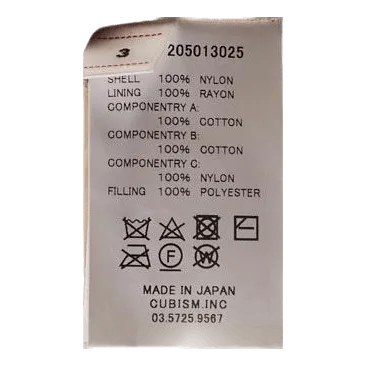 3
205013025
SHELL 100% NYLON
LINING 100% RAYON
COMPONENTRY A:
100% COTTON
COMPONENTRY B:
100% COTTON
COMPONENTRY C:
100% NYLON
FILLING 100% POLYESTER
F W
MADE IN JAPAN
CUBISM.INC
03.5725.9567